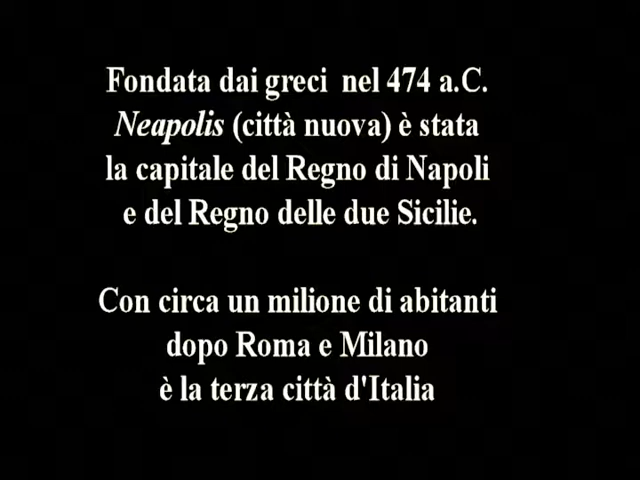 Fondata dai greci nel 474 a.C.
Neapolis (città nuova) è stata
la capitale del Regno di Napoli
e del Regno delle due Sicilie.
Con circa un milione di abitanti
dopo Roma e Milano
è la terza città d'Italia